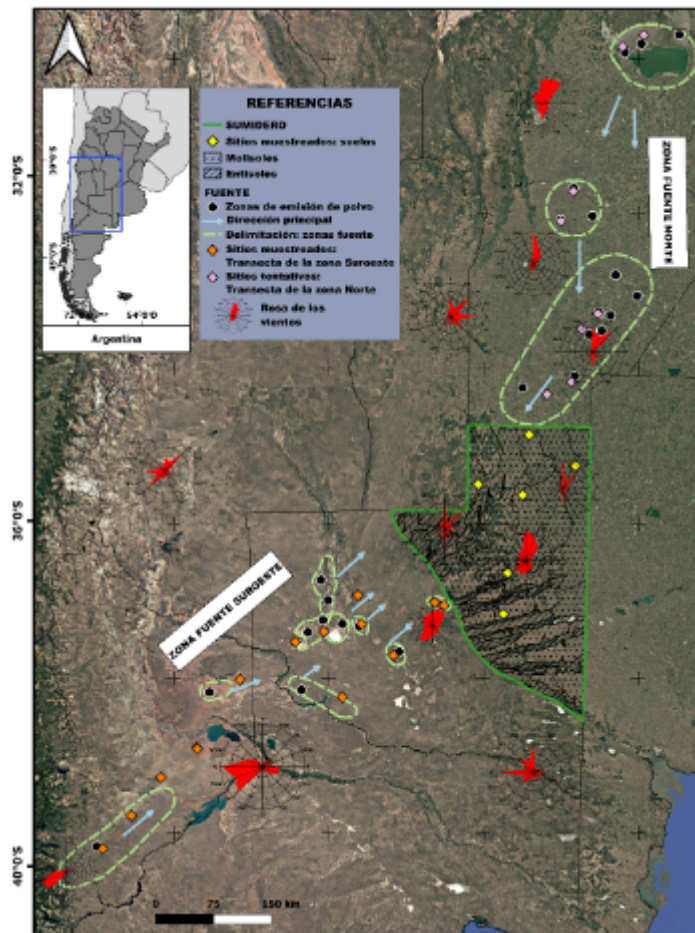 REFERENCIAS
SUMIDERO
Sitios muestreados: suelos
Molisoles
Entisoles
FUENTE
Zonas de emisión de polvo
Dirección principal
Delimitación: zonas fuente
Sitios muestreados:
Transecta de la zona Suroeste
Sitios tentativos:
Transecta de la zona Norte
Rosa de los
vientos
54°0'0
Argentina
ZONA FUENTE NORTE
ZONA FUENTE SUROESTE
32°S
36°S
40°S
0 75 150 km